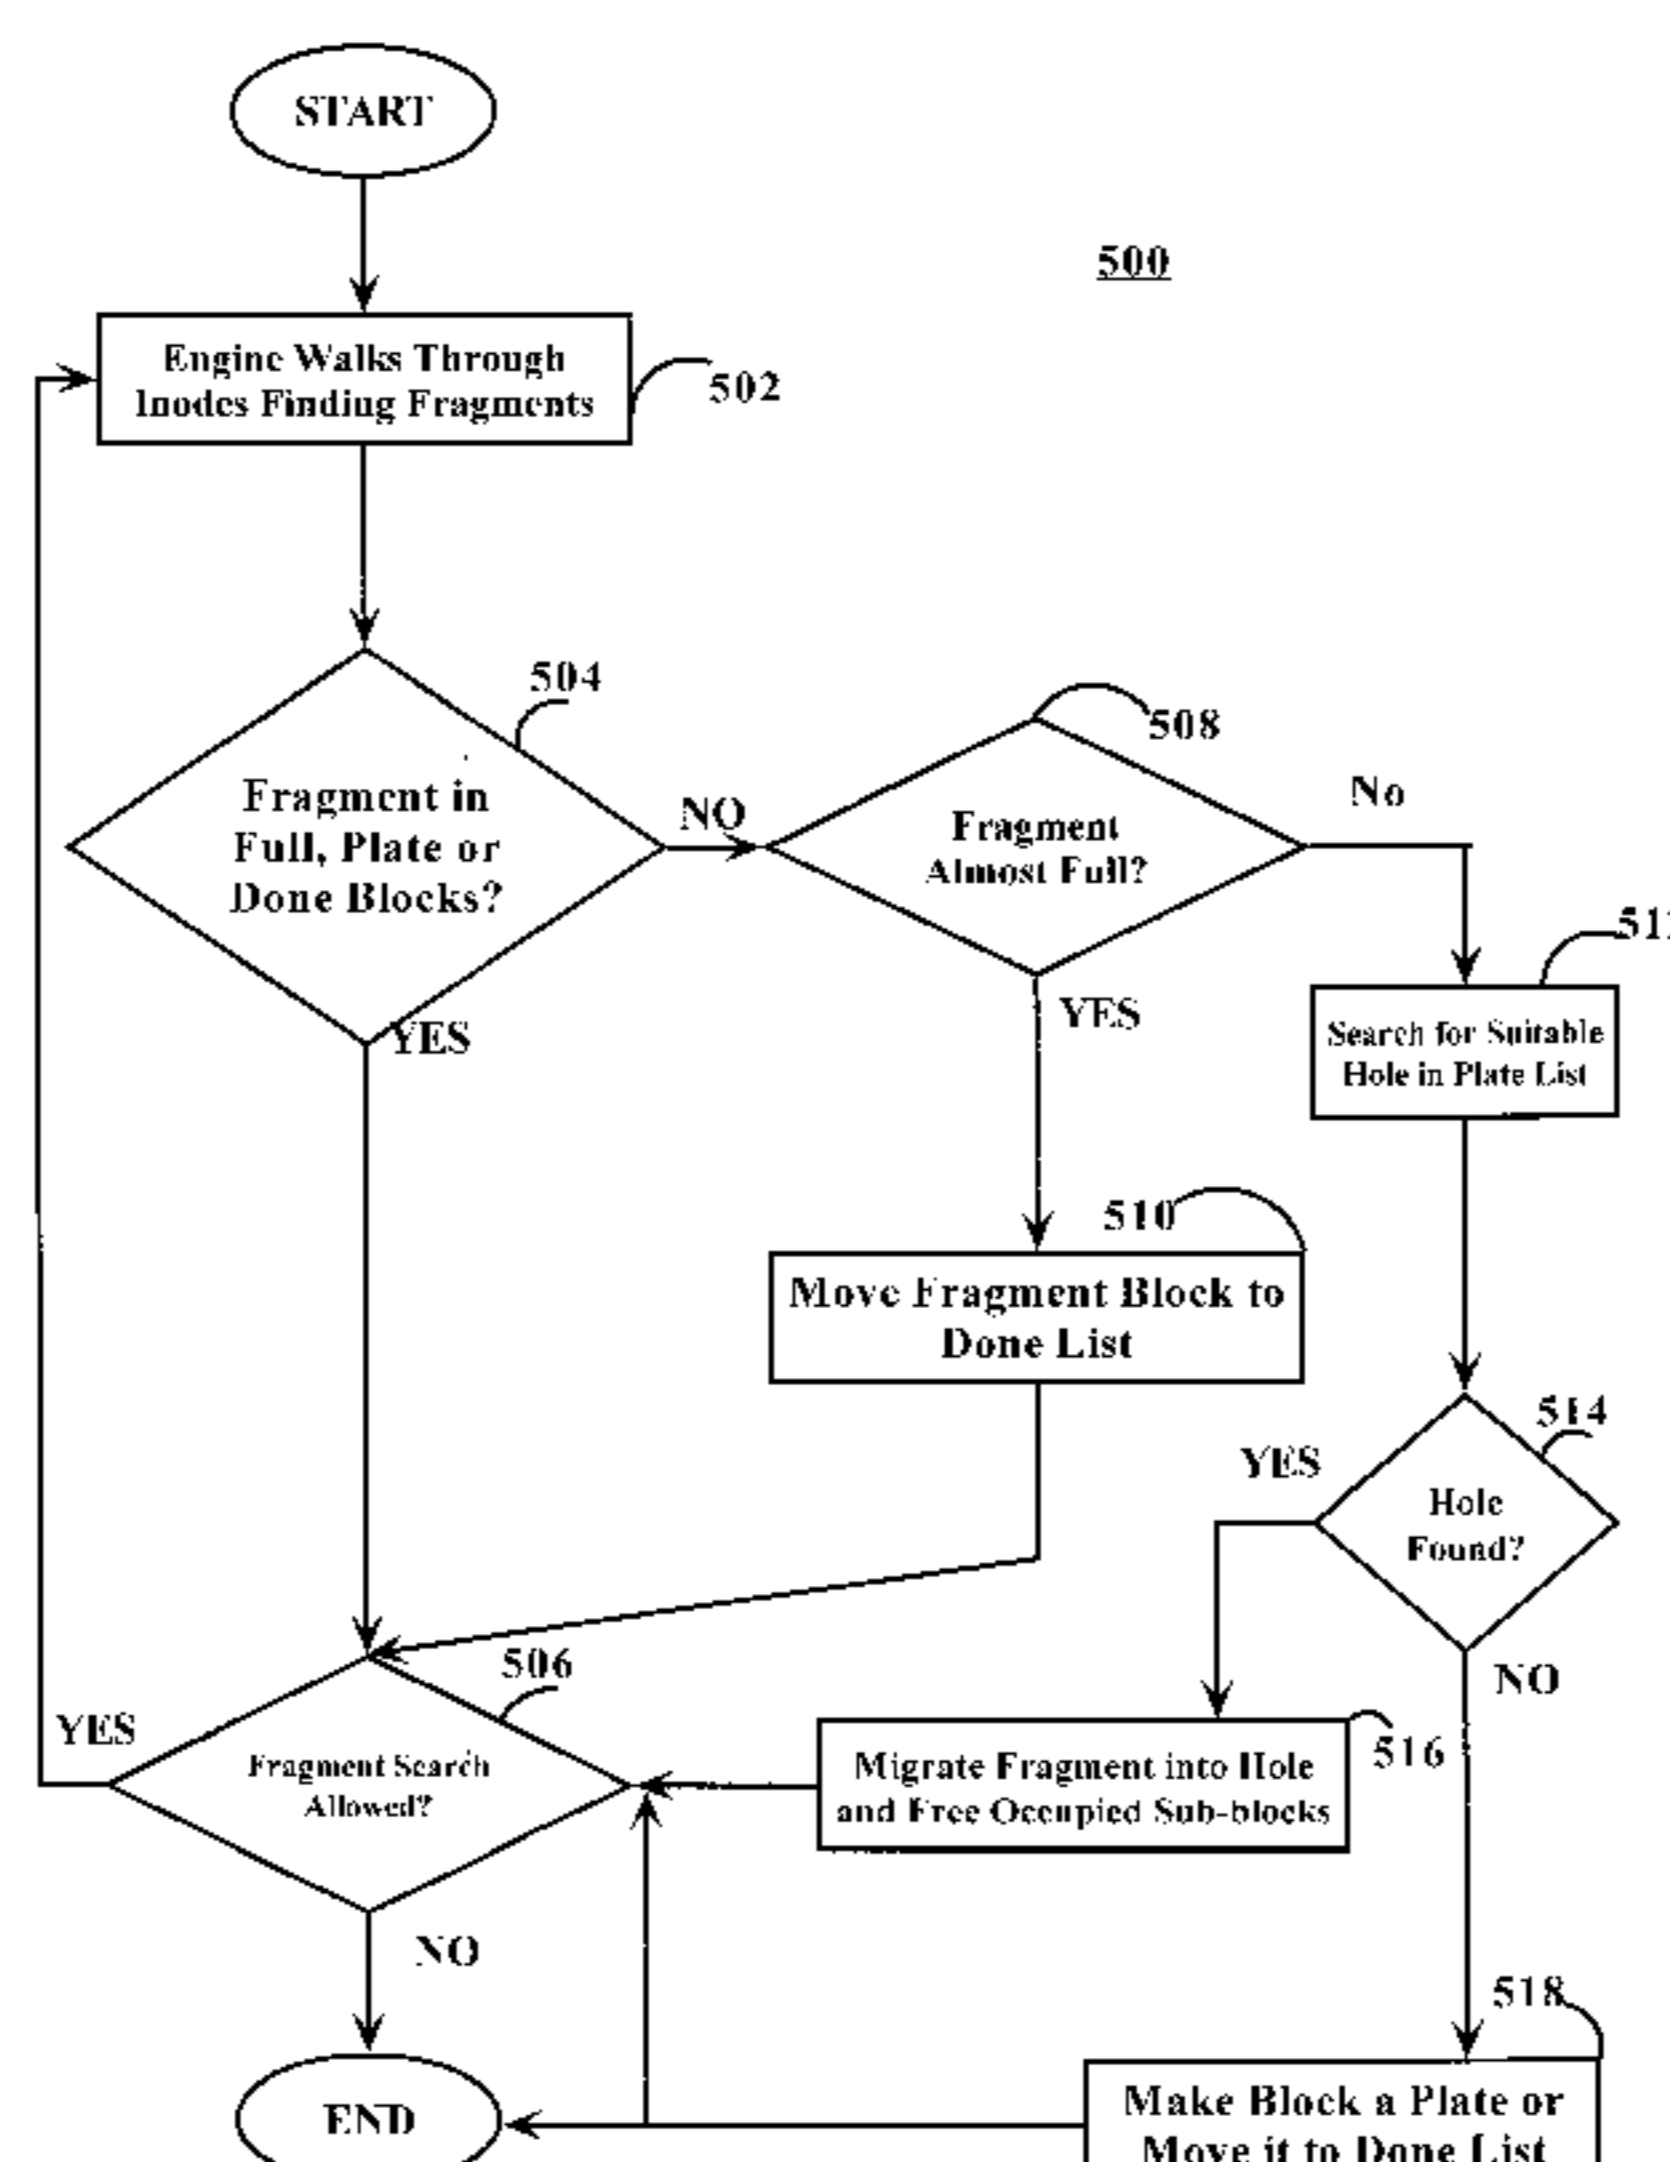 START
500
Engine Walks Through
Inodes Finding Fragments
502
504
Fragment in
Full, Plate or
Done Blocks?
NO
508
Fragment
Almost Full?
No
YES
YES
512
Search for Suitable
Hole in Plate List
510
Move Fragment Block to
Done List
514
YES
Hole
Found?
NO
506
YES
Fragment Search
Allowed?
516
Migrate Fragment into Hole
and Free Occupied Sub-blocks
NO
518
END
Make Block a Plate or
Move it to Done List